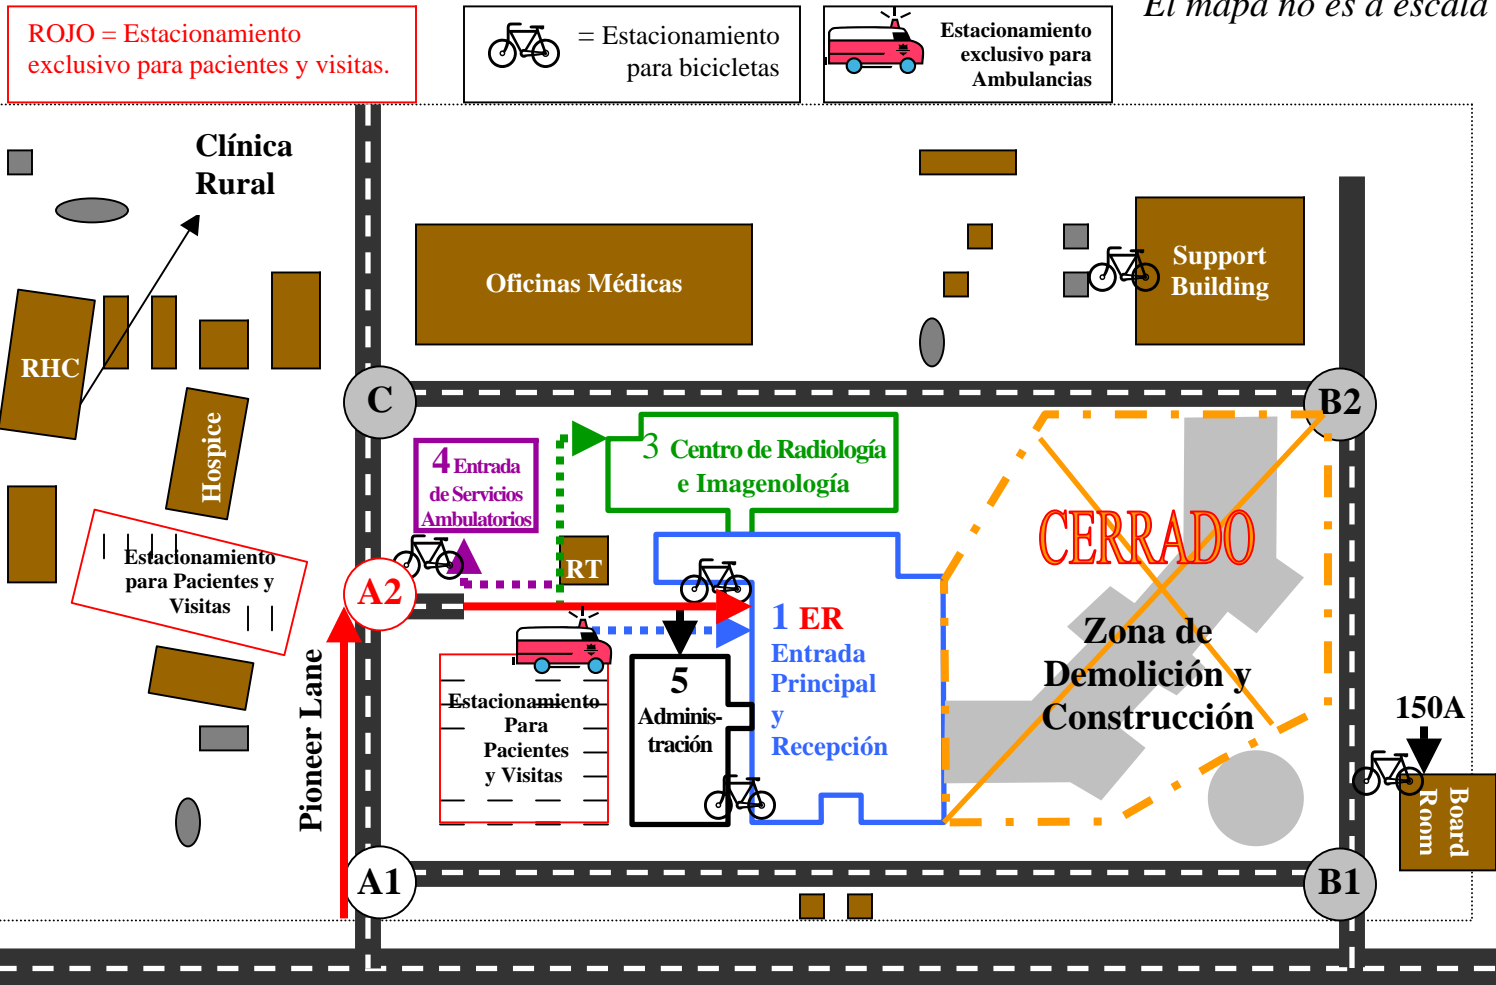 El mapa no es a escala
ROJO = Estacionamiento
exclusivo para pacientes y visitas.
= Estacionamiento
para bicicletas
Estacionamiento
exclusivo para
Ambulancias
Clínica
Rural
Oficinas Médicas
Support
Building
RHC
C
B2
Hospice
4 Entrada
de Servicios
Ambulatorios
3 Centro de Radiología
e Imagenología
CERRADO
RT
Estacionamiento
para Pacientes y
Visitas
A2
1 ER
Entrada
Principal
y
Recepción
Zona de
Demolición y
Construcción
Pioneer Lane
Estacionamiento
Para
Pacientes
y Visitas
5
Adminis-
tración
150A
Board
Room
A1
B1